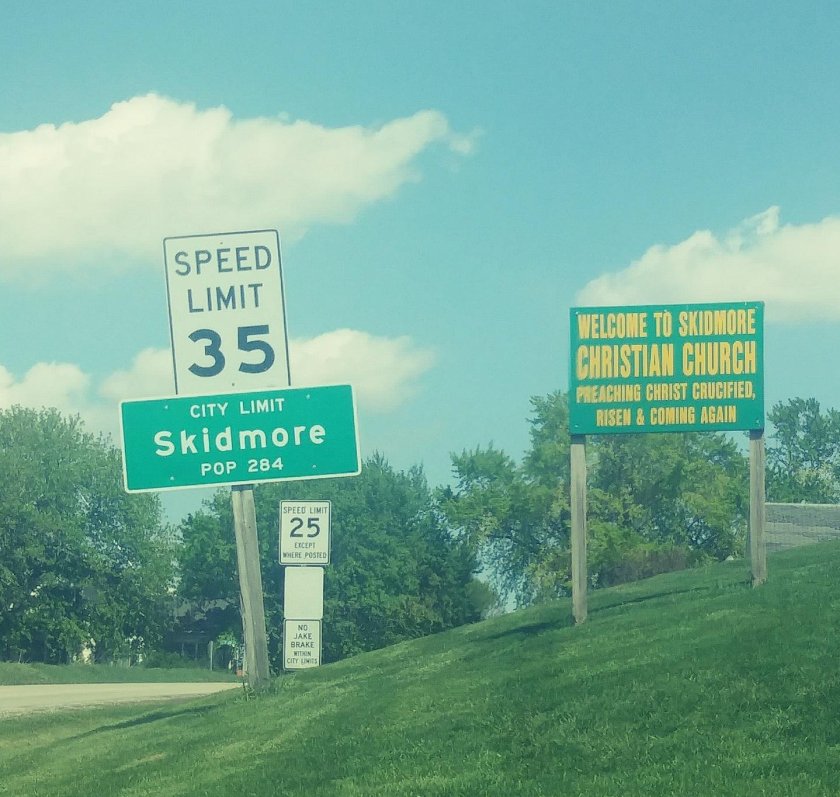 SPEED
LIMIT
35
CITY LIMIT
Skidmore
POP 284
SPEED LIMIT
25
EXCEPT
WHERE POSTED
NO
JAKE
BRAKE
WITHIN
CITY LIMITS
WELCOME TO SKIDMORE
CHRISTIAN CHURCH
PREACHING CHRIST CRUCIFIED,
RISEN & COMING AGAIN